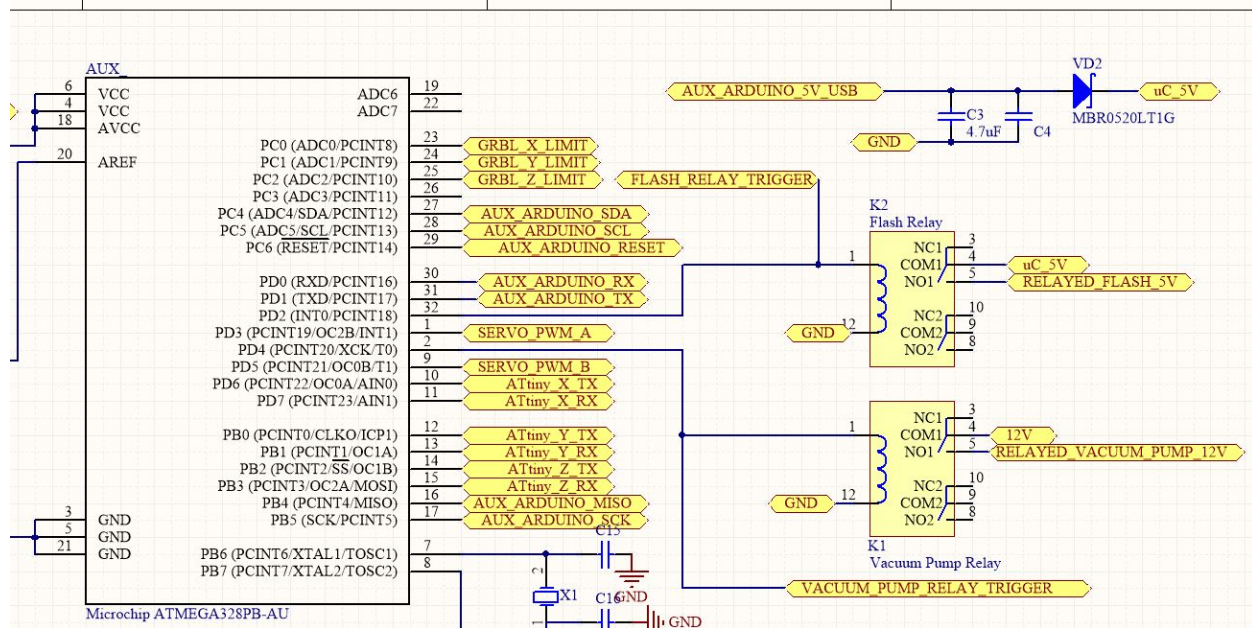 AUX_
6 VCC
4 VCC
18 AVCC
20 AREF
3 GND
5 GND
21 GND
ADC6 19
ADC7 22
PC0 (ADC0/PCINT8) 23 GRBL_X_LIMIT
PC1 (ADC1/PCINT9) 24 GRBL_Y_LIMIT
PC2 (ADC2/PCINT10) 25 GRBL_Z_LIMIT
PC3 (ADC3/PCINT11) 26
PC4 (ADC4/SDA/PCINT12) 27 AUX_ARDUINO_SDA
PC5 (ADC5/SCL/PCINT13) 28 AUX_ARDUINO_SCL
PC6 (RESET/PCINT14) 29 AUX_ARDUINO_RESET
PD0 (RXD/PCINT16) 30 AUX_ARDUINO_RX
PD1 (TXD/PCINT17) 31 AUX_ARDUINO_TX
PD2 (INT0/PCINT18) 32
PD3 (PCINT19/OC2B/INT1) 1 SERVO_PWM_A
PD4 (PCINT20/XCK/T0) 2
PD5 (PCINT21/OC0B/T1) 9 SERVO_PWM_B
PD6 (PCINT22/OC0A/AIN0) 10 ATtiny_X_TX
PD7 (PCINT23/AIN1) 11 ATtiny_X_RX
PB0 (PCINT0/CLKO/ICP1) 12 ATtiny_Y_TX
PB1 (PCINT1/OC1A) 13 ATtiny_Y_RX
PB2 (PCINT2/SS/OC1B) 14 ATtiny_Z_TX
PB3 (PCINT3/OC2A/MOSI) 15 ATtiny_Z_RX
PB4 (PCINT4/MISO) 16 AUX_ARDUINO_MISO
PB5 (SCK/PCINT5) 17 AUX_ARDUINO_SCK
PB6 (PCINT6/XTAL1/TOSC1) 7
PB7 (PCINT7/XTAL2/TOSC2) 8
Microchip ATMEGA328PB-AU
C15
GND
2
X1
1
C16
GND
VD2
AUX_ARDUINO_5V_USB
uC_5V
MBR0520LT1G
C3
4.7uF
C4
GND
FLASH_RELAY_TRIGGER
K2
Flash Relay
1
GND 12
NC1 3
COM1 4 uC_5V
NO1 5 RELAYED_FLASH_5V
NC2 10
COM2 9
NO2 8
1
GND 12
NC1 3
COM1 4 12V
NO1 5 RELAYED_VACUUM_PUMP_12V
NC2 10
COM2 9
NO2 8
K1
Vacuum Pump Relay
VACUUM_PUMP_RELAY_TRIGGER